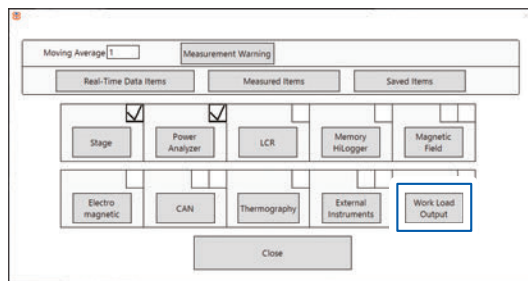 Moving Average 1 Measurement Warning
Real-Time Data Items Measured Items Saved Items
Stage Power Analyzer LCR Memory HiLogger Magnetic Field
Electro magnetic CAN Thermography External Instruments Work Load Output
Close